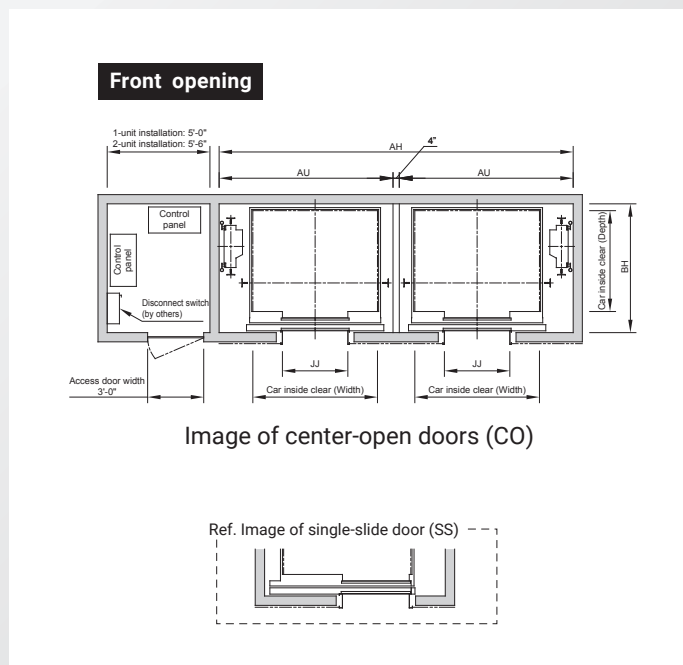 Front opening
1-unit installation: 5'-0"
2-unit installation: 5'-6"
AH
4"
AU
AU
Control
panel
Control
panel
Disconnect switch
(by others)
Car inside clear (Depth)
BH
Access door width
3'-0"
JJ
JJ
Car inside clear (Width)
Car inside clear (Width)
Image of center-open doors (CO)
Ref. Image of single-slide door (SS)